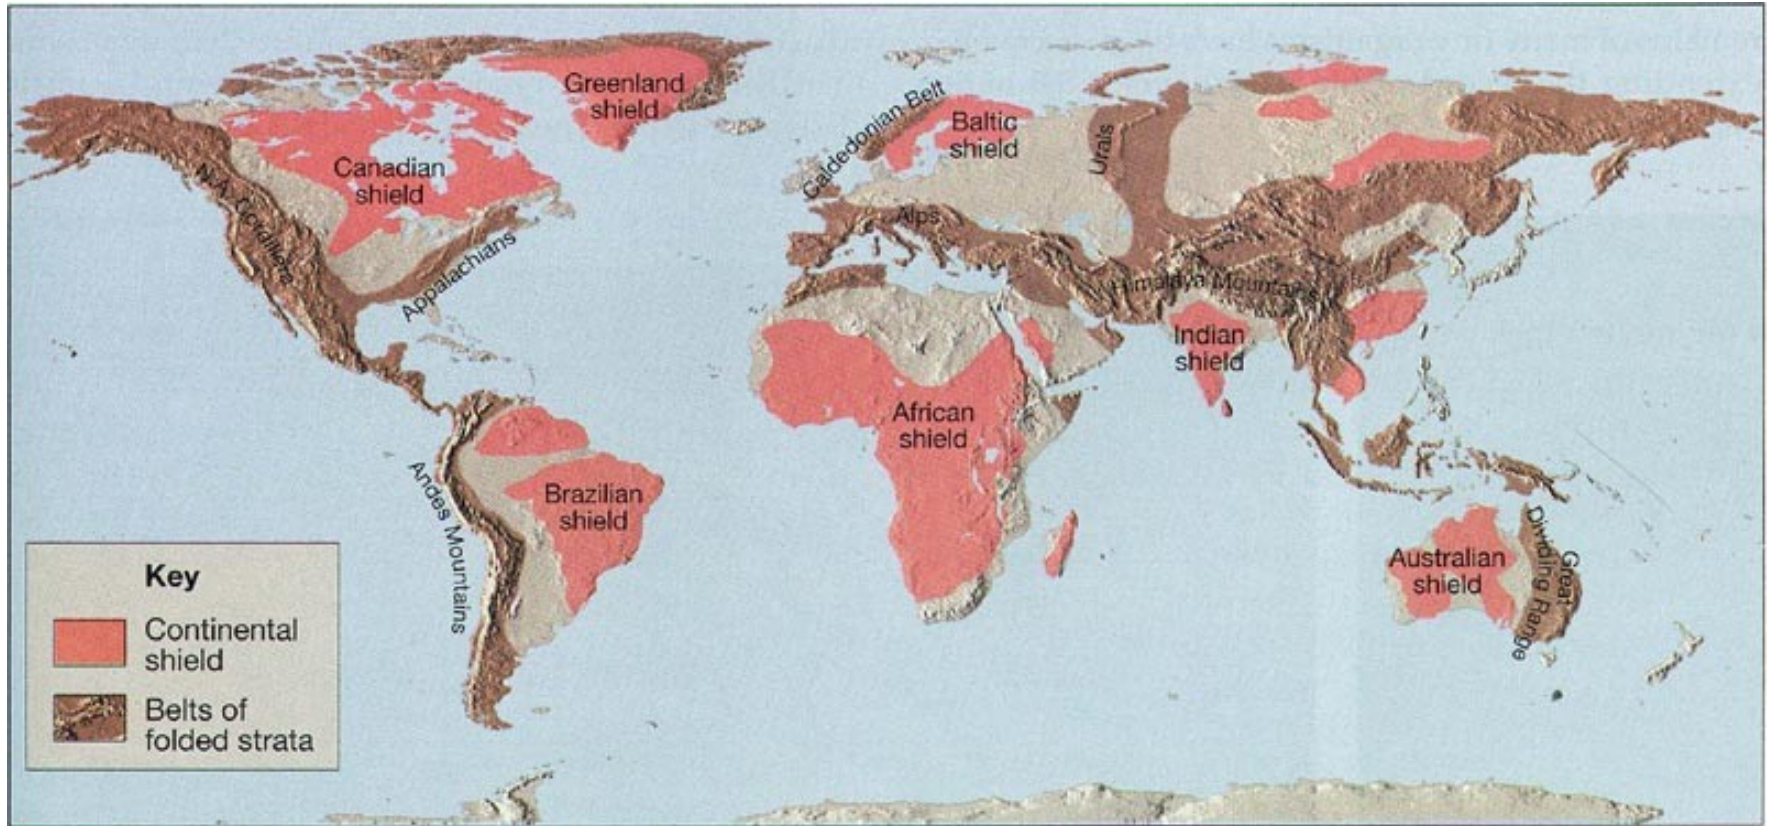 Greenland
shield
Caldedonian Belt
Baltic
shield
Urals
Canadian
shield
N.A. Cordillera
Appalachians
Alps
Himalaya Mountains
Indian
shield
African
shield
Andes Mountains
Brazilian
shield
Australian
shield
Great
Dividing Range
Key
Continental
shield
Belts of
folded strata